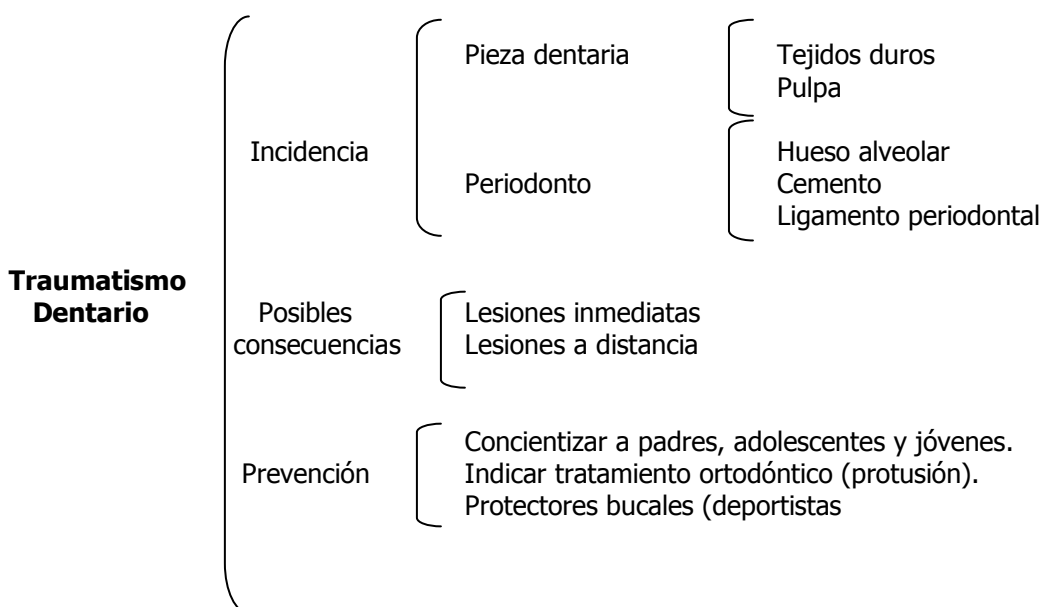 Pieza dentaria
Tejidos duros
Pulpa
Incidencia
Hueso alveolar
Periodonto
Cemento
Ligamento periodontal
Traumatismo
Dentario
Posibles
consecuencias
Lesiones inmediatas
Lesiones a distancia
Prevención
Concientizar a padres, adolescentes y jóvenes.
Indicar tratamiento ortodóntico (protusión).
Protectores bucales (deportistas